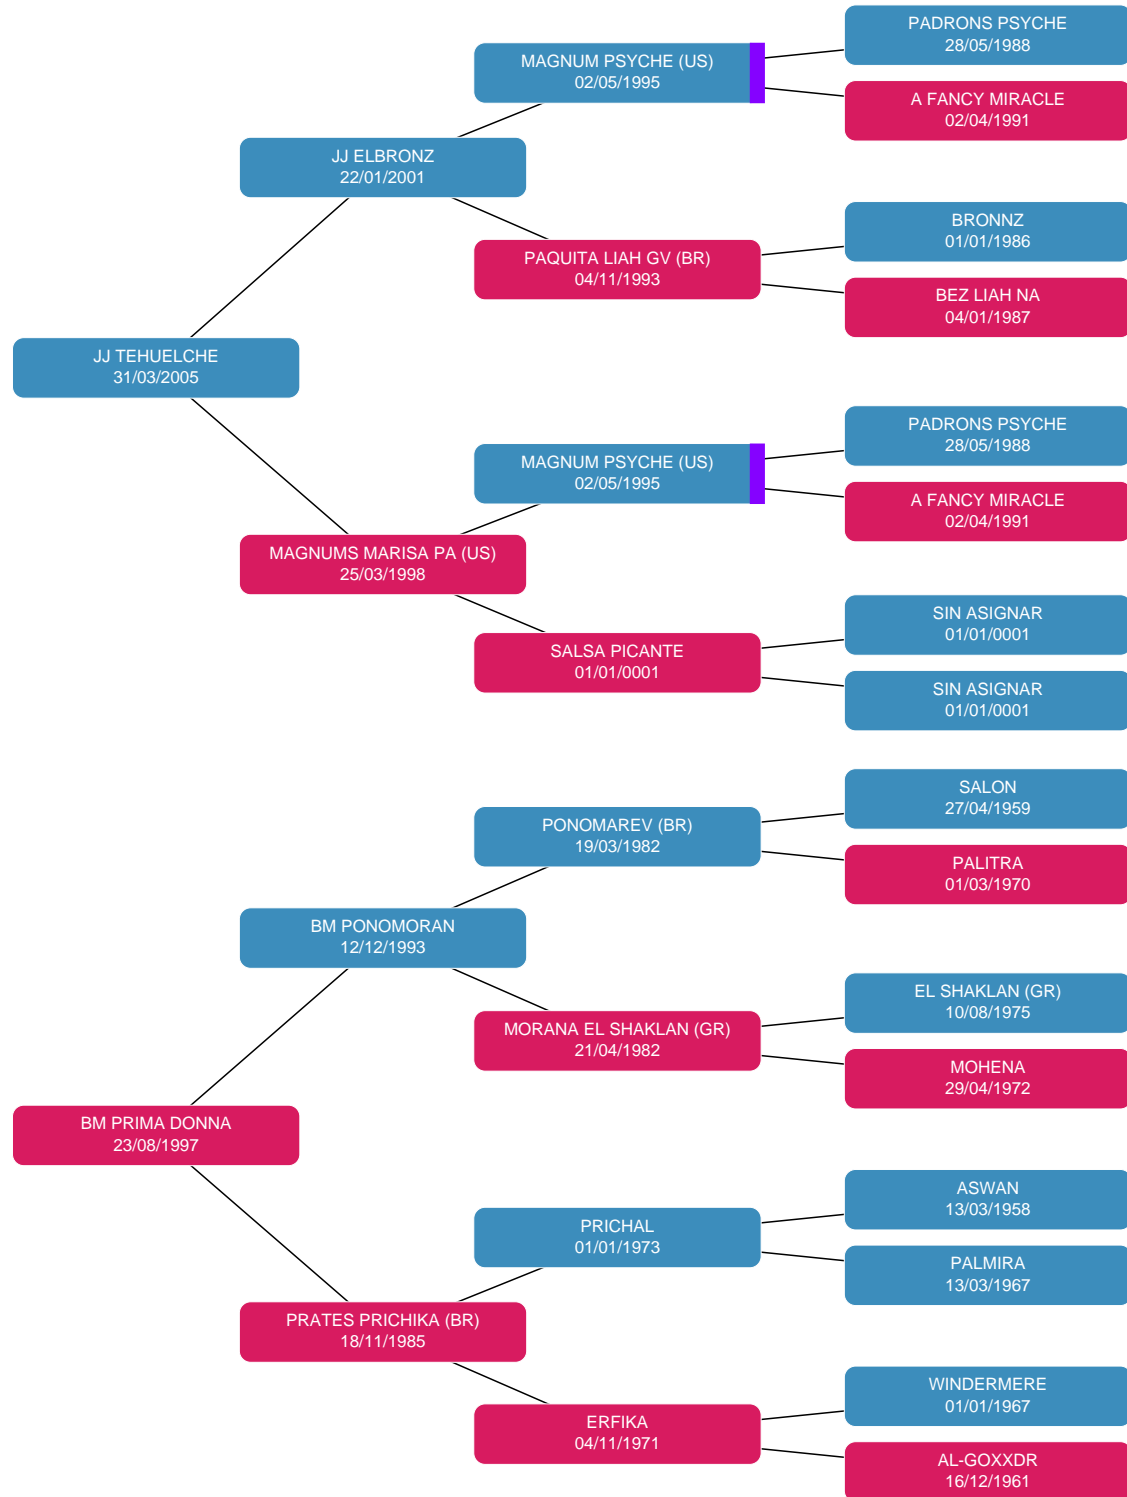 PADRONS PSYCHE
28/05/1988
MAGNUM PSYCHE (US)
02/05/1995
A FANCY MIRACLE
02/04/1991
JJ ELBRONZ
22/01/2001
BRONNZ
01/01/1986
PAQUITA LIAH GV (BR)
04/11/1993
BEZ LIAH NA
04/01/1987
JJ TEHUELCHE
31/03/2005
PADRONS PSYCHE
28/05/1988
MAGNUM PSYCHE (US)
02/05/1995
A FANCY MIRACLE
02/04/1991
MAGNUMS MARISA PA (US)
25/03/1998
SIN ASIGNAR
01/01/0001
SALSA PICANTE
01/01/0001
SIN ASIGNAR
01/01/0001
SALON
27/04/1959
PONOMAREV (BR)
19/03/1982
PALITRA
01/03/1970
BM PONOMORAN
12/12/1993
EL SHAKLAN (GR)
10/08/1975
MORANA EL SHAKLAN (GR)
21/04/1982
MOHENA
29/04/1972
BM PRIMA DONNA
23/08/1997
ASWAN
13/03/1958
PRICHAL
01/01/1973
PALMIRA
13/03/1967
PRATES PRICHIKA (BR)
18/11/1985
WINDERMERE
01/01/1967
ERFIKA
04/11/1971
AL-GOXXDR
16/12/1961